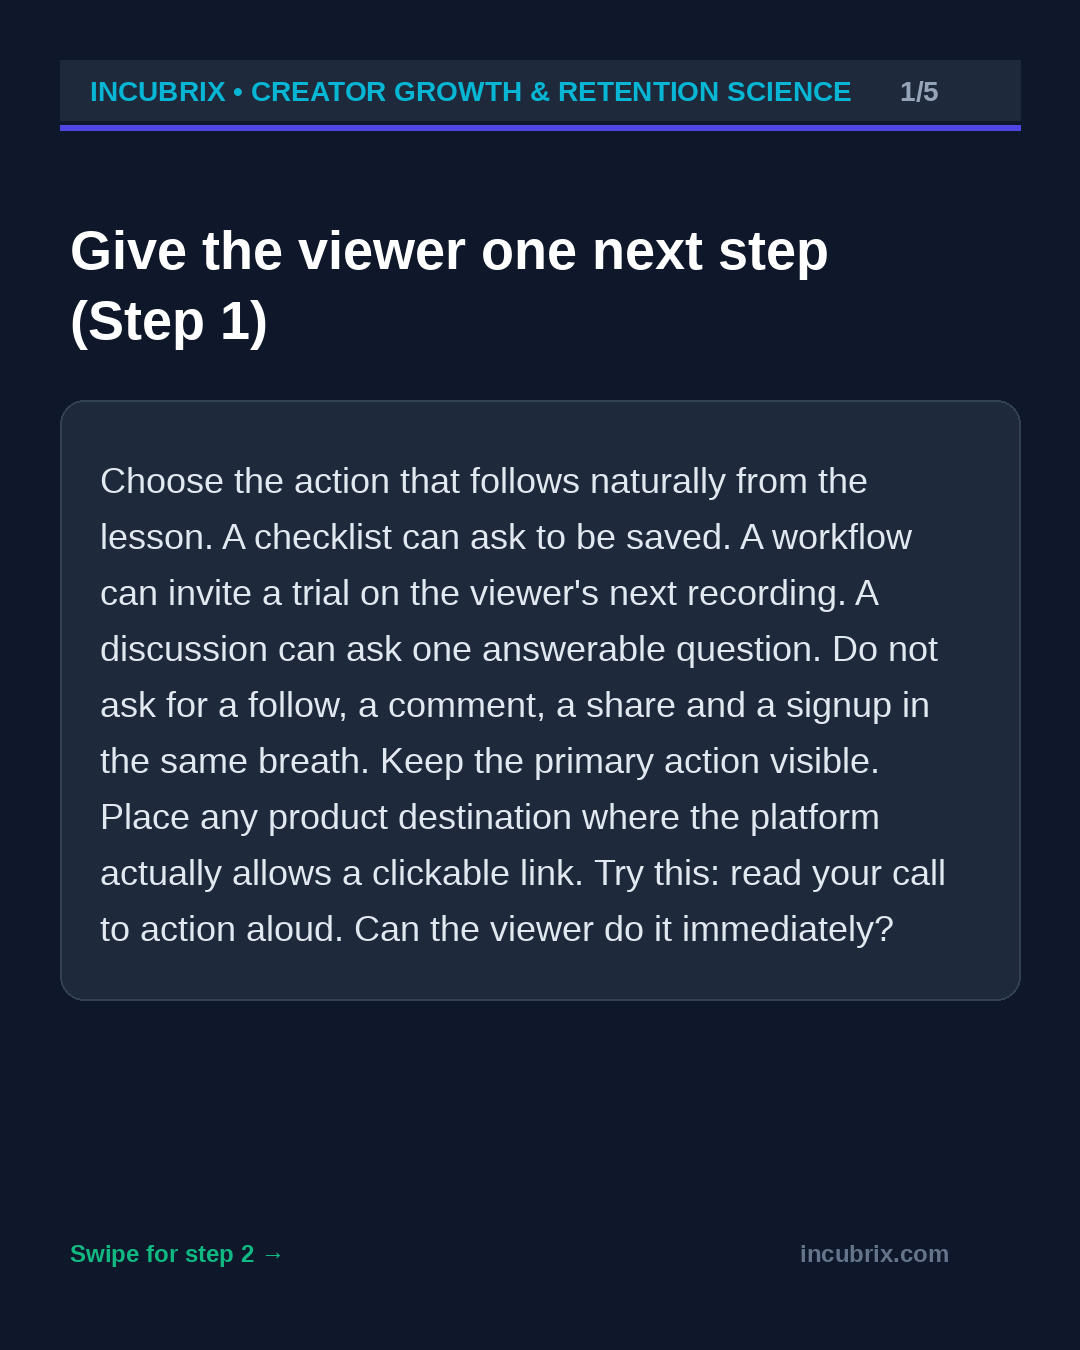 INCUBRIX • CREATOR GROWTH & RETENTION SCIENCE 1/5
Give the viewer one next step
(Step 1)
Choose the action that follows naturally from the
lesson. A checklist can ask to be saved. A workflow
can invite a trial on the viewer's next recording. A
discussion can ask one answerable question. Do not
ask for a follow, a comment, a share and a signup in
the same breath. Keep the primary action visible.
Place any product destination where the platform
actually allows a clickable link. Try this: read your call
to action aloud. Can the viewer do it immediately?
Swipe for step 2 → incubrix.com